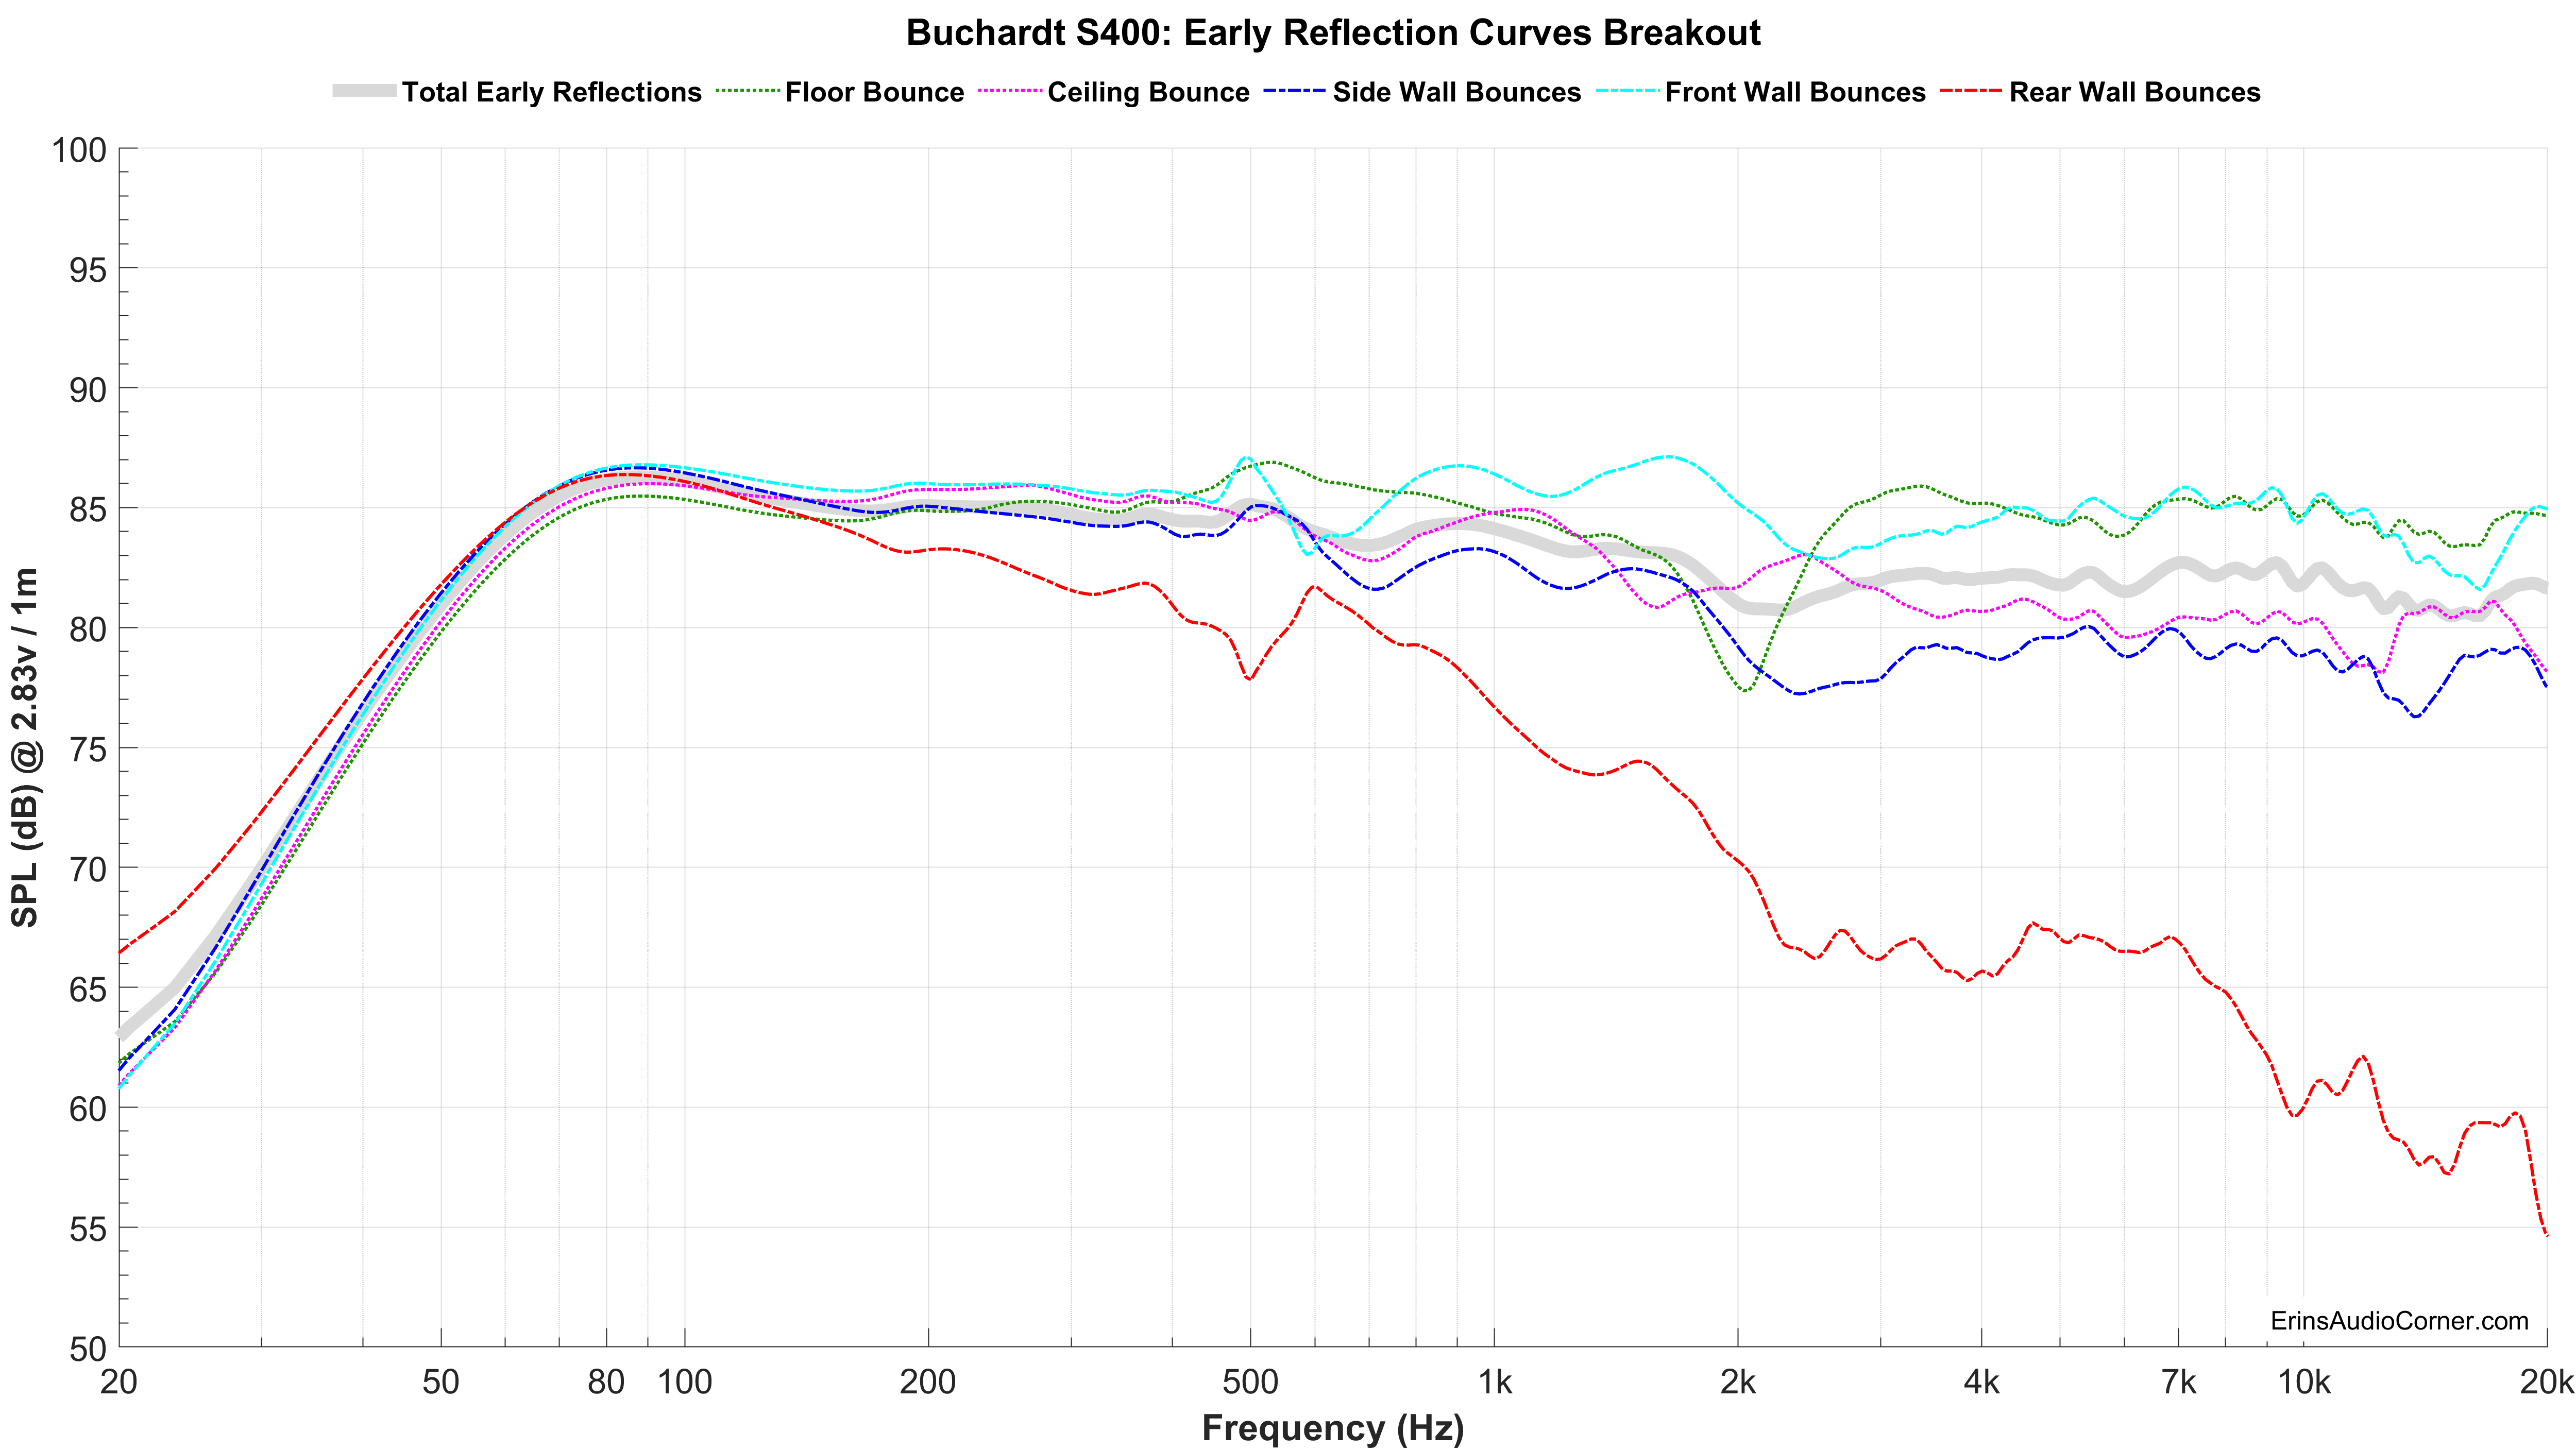 Buchardt S400: Early Reflection Curves Breakout
Total Early Reflections Floor Bounce Ceiling Bounce Side Wall Bounces Front Wall Bounces Rear Wall Bounces
100
95
90
85
80
75
70
65
60
55
50
SPL (dB) @ 2.83v / 1m
ErinsAudioCorner.com
20 50 80 100 200 500 1k 2k 4k 7k 10k 20k
Frequency (Hz)